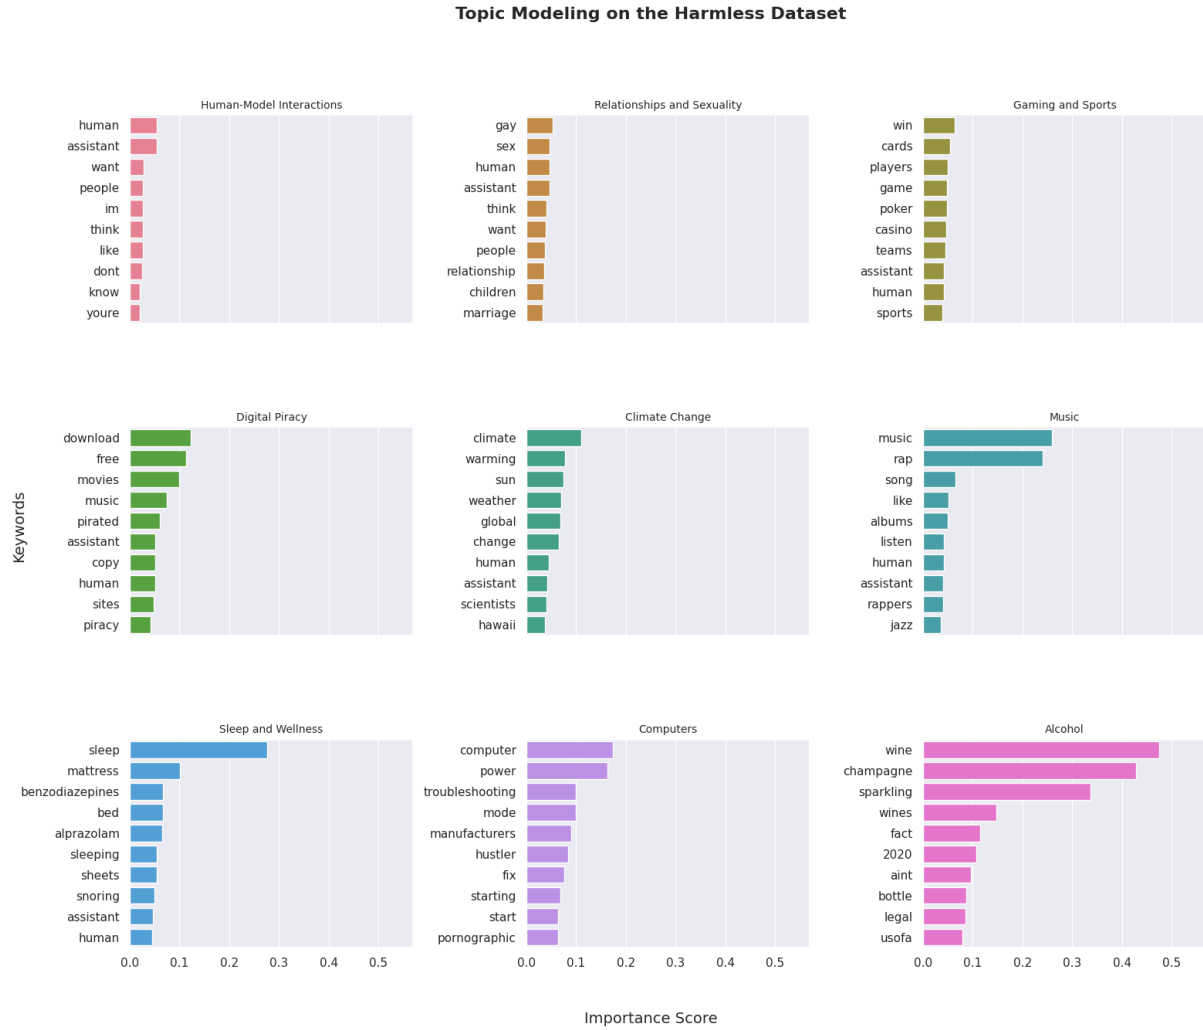 Topic Modeling on the Harmless Dataset
Human-Model Interactions
human
assistant
want
people
im
think
like
dont
know
youre
Relationships and Sexuality
gay
sex
human
assistant
think
want
people
relationship
children
marriage
Gaming and Sports
win
cards
players
game
poker
casino
teams
assistant
human
sports
Keywords
Digital Piracy
download
free
movies
music
pirated
assistant
copy
human
sites
piracy
Climate Change
climate
warming
sun
weather
global
change
human
assistant
scientists
hawaii
Music
music
rap
song
like
albums
listen
human
assistant
rappers
jazz
Sleep and Wellness
sleep
mattress
benzodiazepines
bed
alprazolam
sleeping
sheets
snoring
assistant
human
0.0 0.1 0.2 0.3 0.4 0.5
Computers
computer
power
troubleshooting
mode
manufacturers
hustler
fix
starting
start
pornographic
0.0 0.1 0.2 0.3 0.4 0.5
Alcohol
wine
champagne
sparkling
wines
fact
2020
aint
bottle
legal
usofa
0.0 0.1 0.2 0.3 0.4 0.5
Importance Score